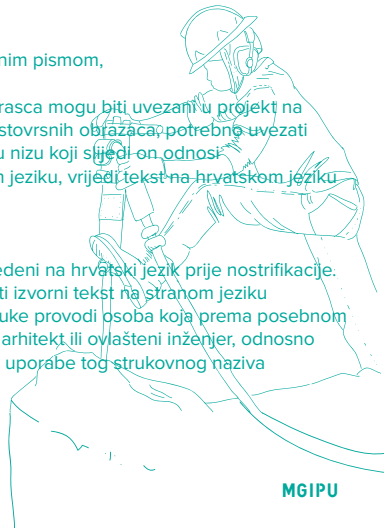 nim pismom,
rasca mogu biti uvezani u projekt na
stovrsnih obrazaca, potrebno uvezati
u nizu koji slijedi on odnosi
n jeziku, vrijedi tekst na hrvatskom jeziku
edeni na hrvatski jezik prije nostrifikacije.
ti izvorni tekst na stranom jeziku
uke provodi osoba koja prema posebnom
arhitekt ili ovlašteni inženjer, odnosno
uporabe tog strukovnog naziva
MGIPU